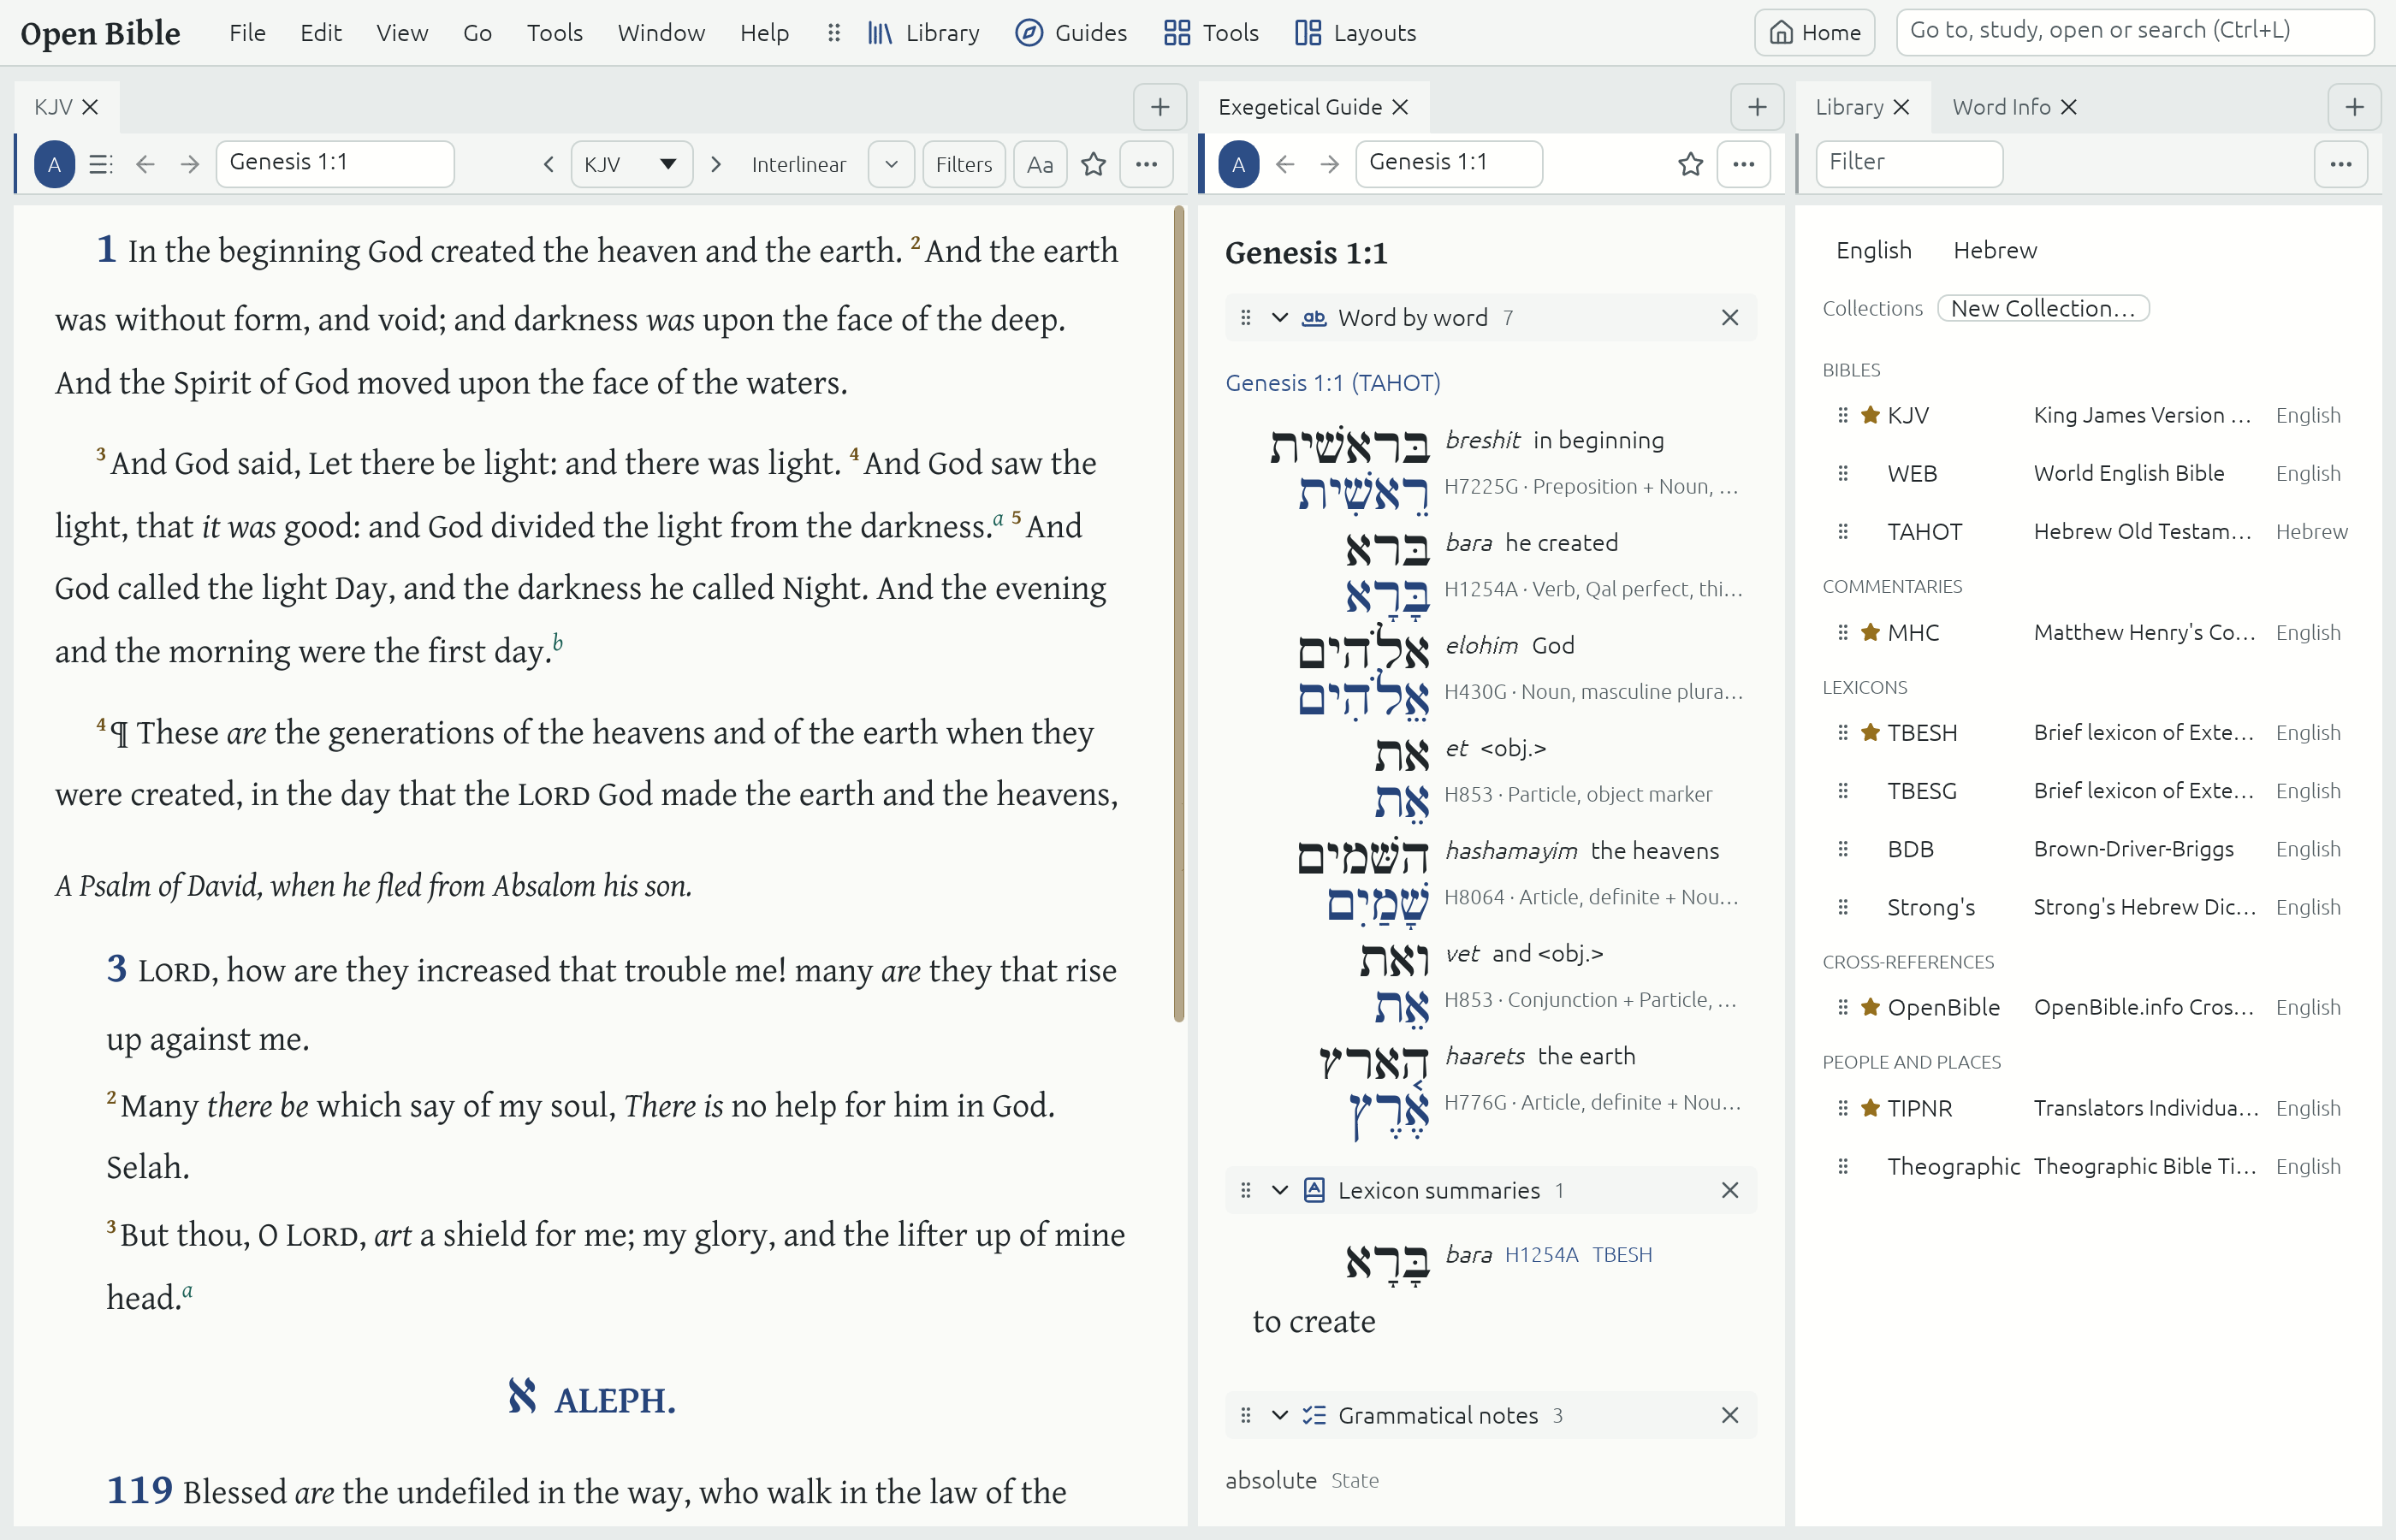 Open Bible File Edit View Go Tools Window Help Library Guides Tools Layouts Home Go to, study, open or search (Ctrl+L)
KJV
A Genesis 1:1 KJV Interlinear Filters Aa
1 In the beginning God created the heaven and the earth. 2 And the earth
was without form, and void; and darkness was upon the face of the deep.
And the Spirit of God moved upon the face of the waters.
3 And God said, Let there be light: and there was light. 4 And God saw the
light, that it was good: and God divided the light from the darkness.a 5 And
God called the light Day, and the darkness he called Night. And the evening
and the morning were the first day.b
4 ¶ These are the generations of the heavens and of the earth when they
were created, in the day that the LORD God made the earth and the heavens,
A Psalm of David, when he fled from Absalom his son.
3 LORD, how are they increased that trouble me! many are they that rise
up against me.
2 Many there be which say of my soul, There is no help for him in God.
Selah.
3 But thou, O LORD, art a shield for me; my glory, and the lifter up of mine
head.a
א ALEPH.
119 Blessed are the undefiled in the way, who walk in the law of the
Exegetical Guide
A Genesis 1:1
Genesis 1:1
Word by word 7
Genesis 1:1 (TAHOT)
בּראשׁית breshit in beginning
רֵאשִׁית H7225G · Preposition + Noun, …
בּרא bara he created
בָּרָא H1254A · Verb, Qal perfect, thi…
אלֹהים elohim God
אֱלֹהִים H430G · Noun, masculine plura…
את et <obj.>
אֵת H853 · Particle, object marker
השּׁמים hashamayim the heavens
שָׁמַיִם H8064 · Article, definite + Nou…
ואת vet and <obj.>
אֵת H853 · Conjunction + Particle, …
הארץ haarets the earth
אֶ֫רֶץ H776G · Article, definite + Nou…
Lexicon summaries 1
בָּרָא bara H1254A TBESH
to create
Grammatical notes 3
absolute State
Library Word Info
Filter
English Hebrew
Collections New Collection…
BIBLES
KJV King James Version … English
WEB World English Bible English
TAHOT Hebrew Old Testam… Hebrew
COMMENTARIES
MHC Matthew Henry's Co… English
LEXICONS
TBESH Brief lexicon of Exte… English
TBESG Brief lexicon of Exte… English
BDB Brown-Driver-Briggs English
Strong's Strong's Hebrew Dic… English
CROSS-REFERENCES
OpenBible OpenBible.info Cros… English
PEOPLE AND PLACES
TIPNR Translators Individua… English
Theographic Theographic Bible Ti… English